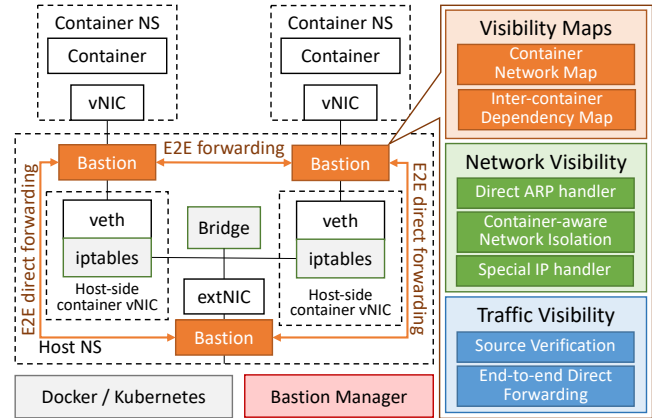 Container NS
Container
vNIC
Container NS
Container
vNIC
Bastion
E2E forwarding
Bastion
E2E direct forwarding
E2E direct forwarding
veth
iptables
Host-side
container vNIC
Bridge
extNIC
veth
iptables
Host-side
container vNIC
Bastion
Host NS
Docker / Kubernetes
Bastion Manager
Visibility Maps
Container
Network Map
Inter-container
Dependency Map
Network Visibility
Direct ARP handler
Container-aware
Network Isolation
Special IP handler
Traffic Visibility
Source Verification
End-to-end Direct
Forwarding